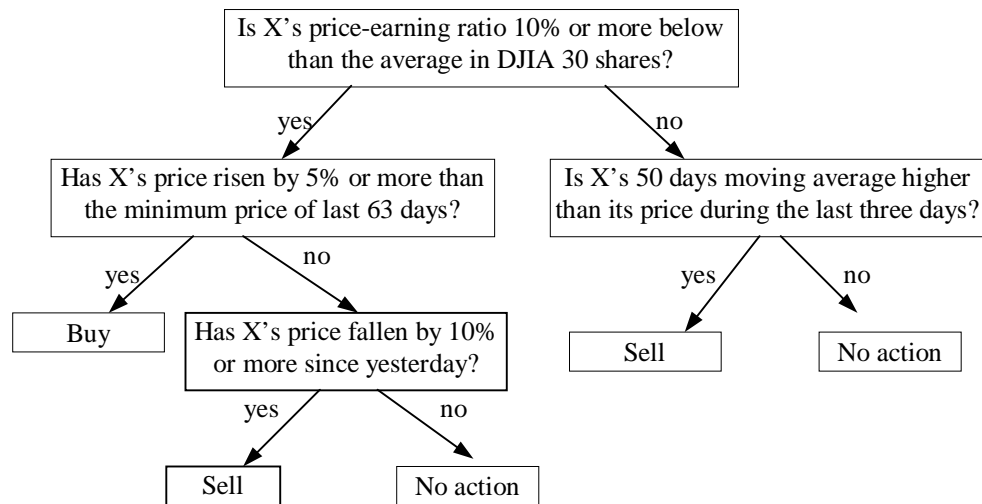 Is X's price-earning ratio 10% or more below
than the average in DJIA 30 shares?
yes
no
Has X's price risen by 5% or more than
the minimum price of last 63 days?
Is X's 50 days moving average higher
than its price during the last three days?
yes
no
yes
no
Buy
Has X's price fallen by 10%
or more since yesterday?
Sell
No action
yes
no
Sell
No action